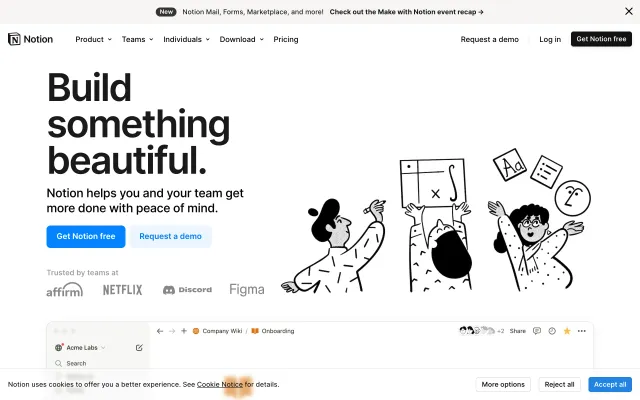 New Notion Mail, Forms, Marketplace, and more! Check out the Make with Notion event recap →
Notion Product Teams Individuals Download Pricing Request a demo Log in Get Notion free
Build
something
beautiful.
Notion helps you and your team get
more done with peace of mind.
Get Notion free Request a demo
Trusted by teams at
affirm NETFLIX Discord Figma
Aa
x ∫
Acme Labs
Company Wiki / Onboarding
+2 Share
Search
Notion uses cookies to offer you a better experience. See Cookie Notice for details.
More options Reject all Accept all